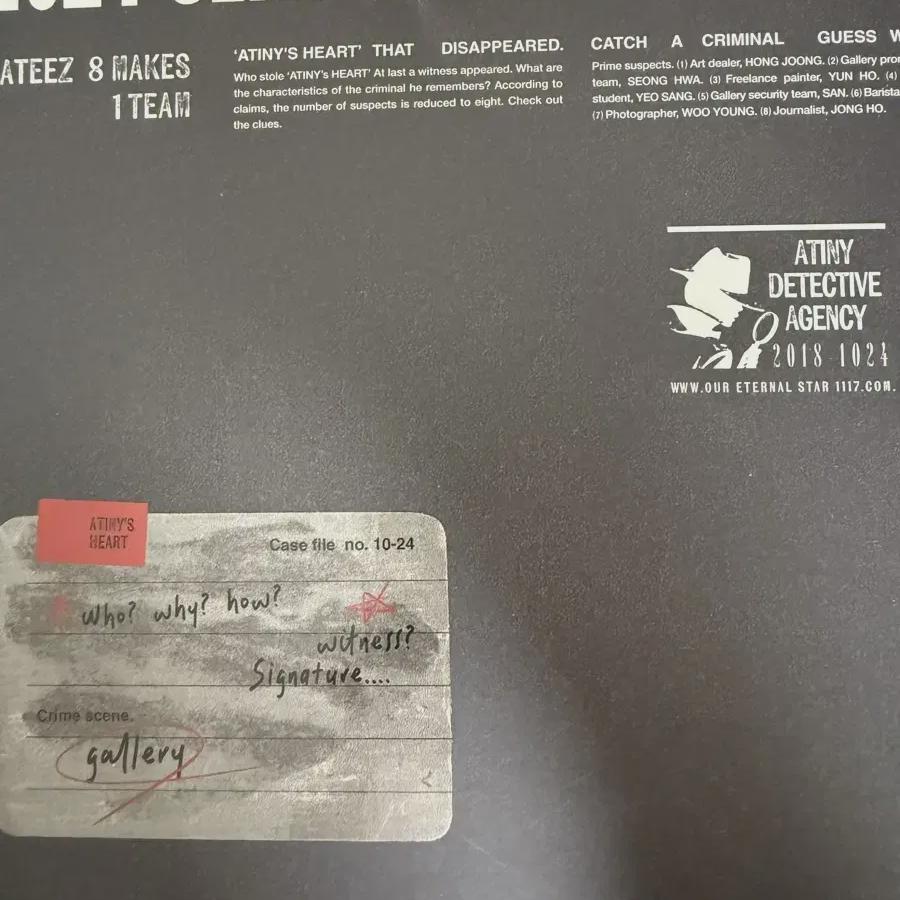 ATEEZ 8 MAKES
1 TEAM
'ATINY'S HEART' THAT DISAPPEARED.
Who stole 'ATINY's HEART' At last a witness appeared. What are
the characteristics of the criminal he remembers? According to
claims, the number of suspects is reduced to eight. Check out
the clues.
CATCH A CRIMINAL GUESS
Prime suspects. (1) Art dealer, HONG JOONG. (2) Gallery
team, SEONG HWA. (3) Freelance painter, YUN HO. (4)
student, YEO SANG. (5) Gallery security team, SAN. (6) Barista
(7) Photographer, WOO YOUNG. (8) Journalist, JONG HO.
ATINY
DETECTIVE
AGENCY
2018 1024
WWW.OUR ETERNAL STAR 1117.COM.
ATINY'S
HEART
Case file no. 10-24
who? why? how?
witness?
Signature....
Crime scene.
gallery